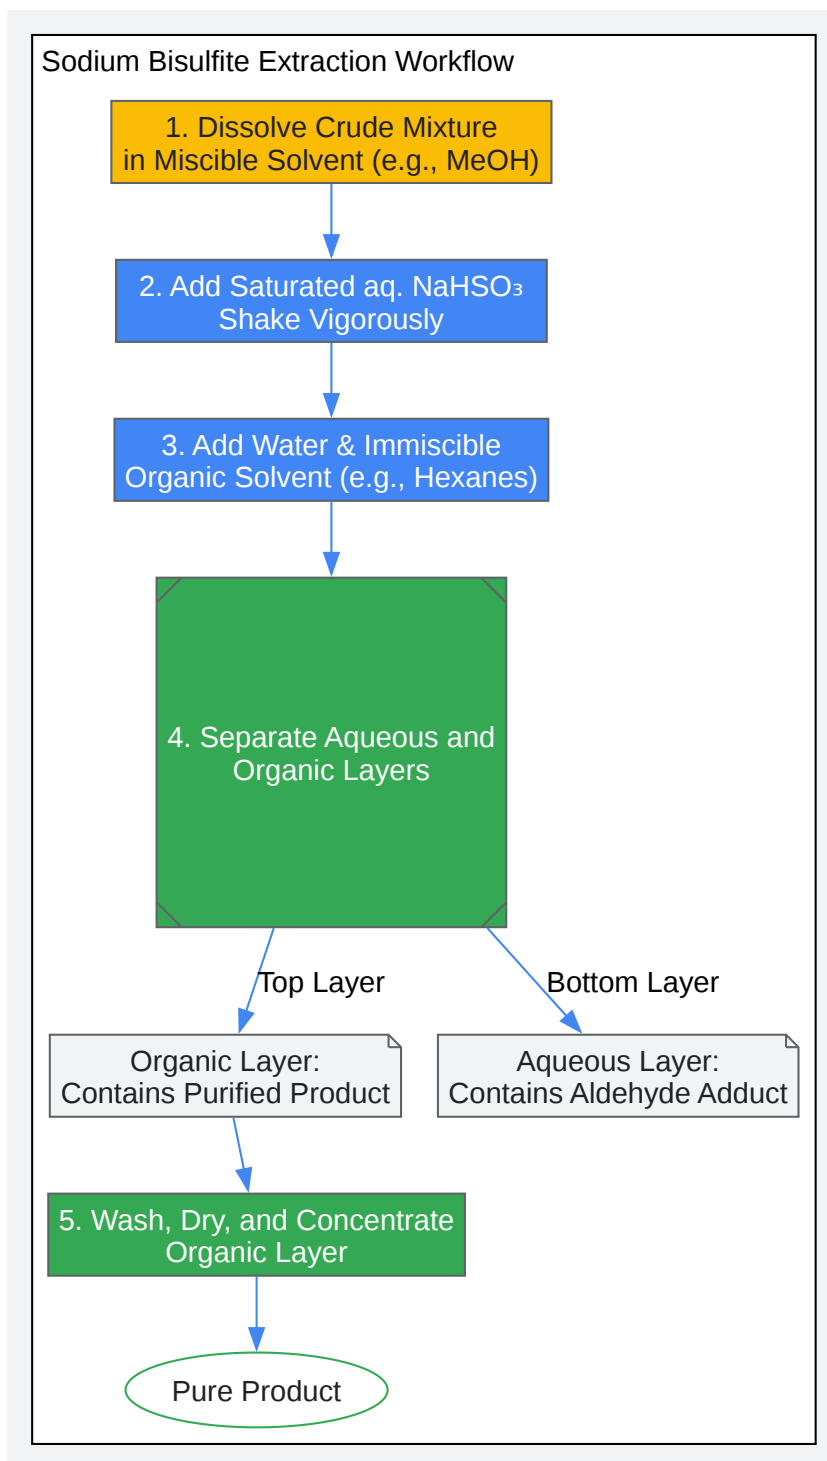 Sodium Bisulfite Extraction Workflow
1. Dissolve Crude Mixture
in Miscible Solvent (e.g., MeOH)
2. Add Saturated aq. NaHSO₃
Shake Vigorously
3. Add Water & Immiscible
Organic Solvent (e.g., Hexanes)
4. Separate Aqueous and
Organic Layers
Top Layer
Bottom Layer
Organic Layer:
Contains Purified Product
Aqueous Layer:
Contains Aldehyde Adduct
5. Wash, Dry, and Concentrate
Organic Layer
Pure Product